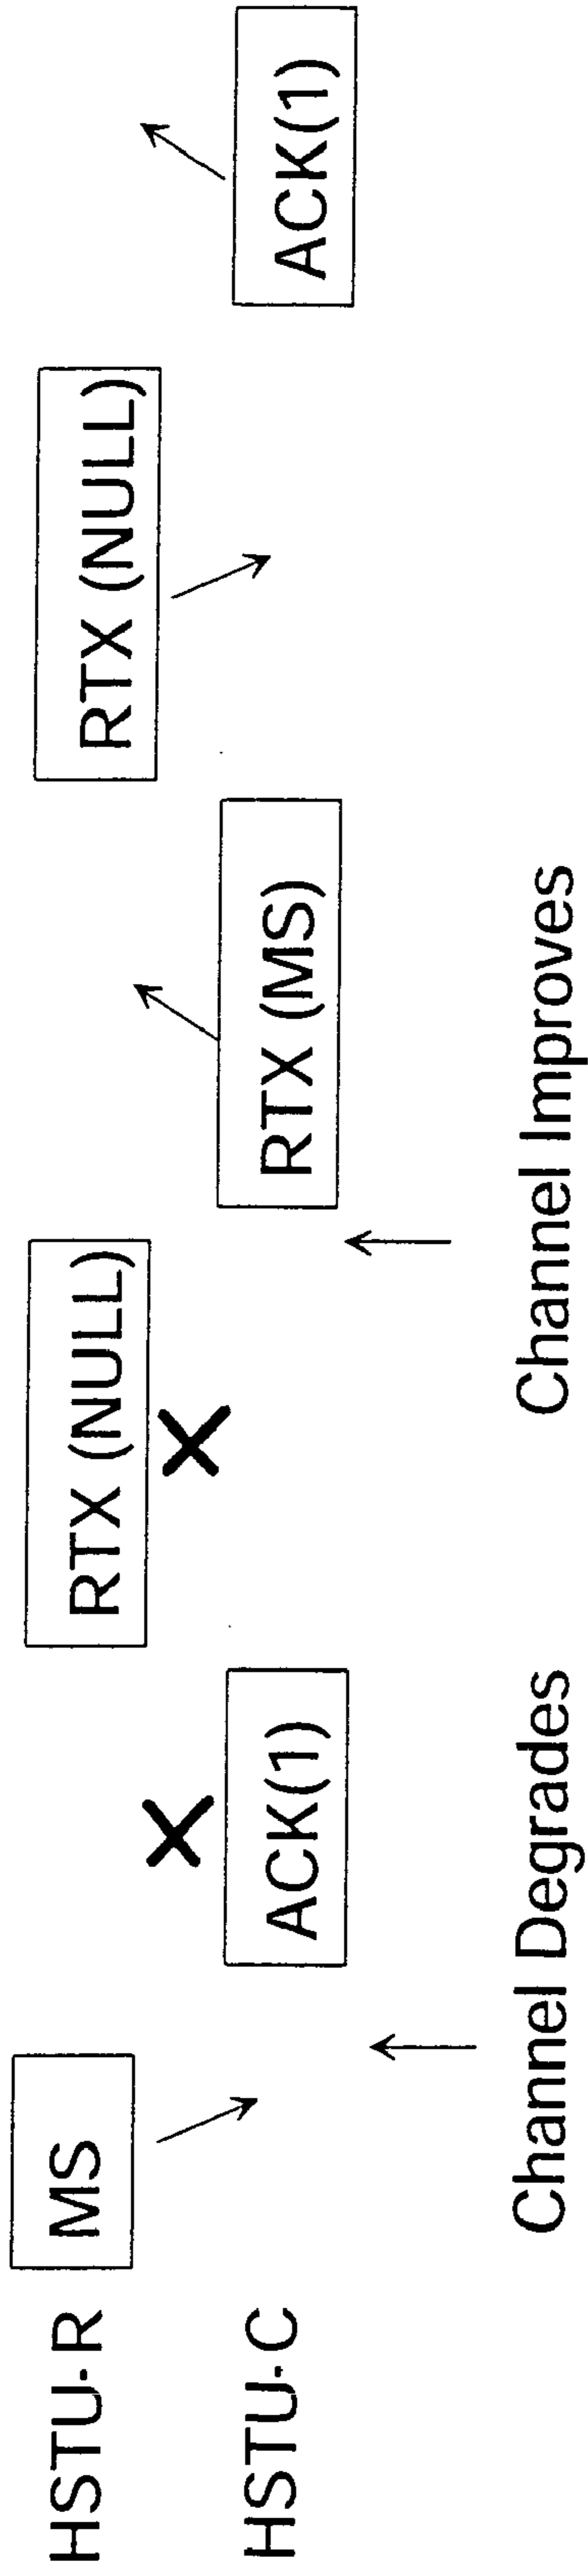 HSTU-R
MS
RTX (NULL)
RTX (NULL)
HSTU-C
ACK(1)
RTX (MS)
ACK(1)
Channel Degrades
Channel Improves